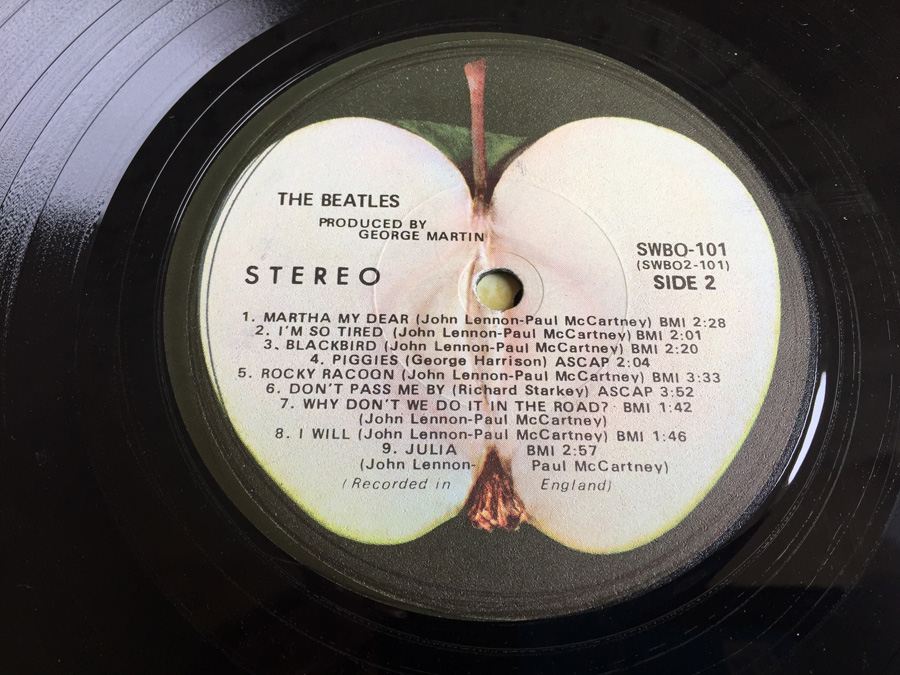 THE BEATLES
PRODUCED BY
GEORGE MARTIN
STEREO
SWBO-101
(SWBO2-101)
SIDE 2
1. MARTHA MY DEAR (John Lennon-Paul McCartney) BMI 2:28
2. I'M SO TIRED (John Lennon-Paul McCartney) BMI 2:01
3. BLACKBIRD (John Lennon-Paul McCartney) BMI 2:20
4. PIGGIES (George Harrison) ASCAP 2:04
5. ROCKY RACOON (John Lennon-Paul McCartney) BMI 3:33
6. DON'T PASS ME BY (Richard Starkey) ASCAP 3:52
7. WHY DON'T WE DO IT IN THE ROAD? BMI 1:42
(John Lennon-Paul McCartney)
8. I WILL (John Lennon-Paul McCartney) BMI 1:46
9. JULIA BMI 2:57
(John Lennon- Paul McCartney)
(Recorded in England)